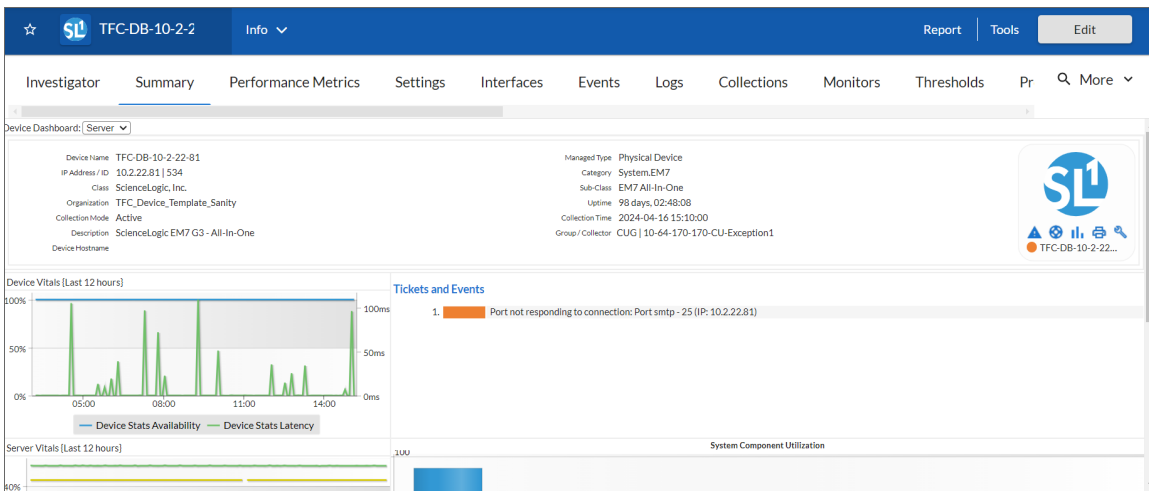 SL1 TFC-DB-10-2-2 Info Report Tools Edit
Investigator Summary Performance Metrics Settings Interfaces Events Logs Collections Monitors Thresholds Pr More
Device Dashboard: Server
Device Name TFC-DB-10-22-81
IP Address / ID 10.2.22.81 | 534
Class ScienceLogic, Inc.
Organization TFC_Device_Template_Sanity
Collection Mode Active
Description ScienceLogic EM7 G3 - All-In-One
Device Hostname
Managed Type Physical Device
Category System.EM7
Sub-Class EM7 All-In-One
Uptime 98 days, 02:48:08
Collection Time 2024-04-16 15:10:00
Group / Collector CUG | 10-64-170-170-CU-Exception1
SL1
TFC-DB-10-2-22...
Device Vitals [Last 12 hours]
100%
50%
0%
100ms
50ms
0ms
05:00 08:00 11:00 14:00
Device Stats Availability Device Stats Latency
Tickets and Events
1. Port not responding to connection: Port smtp - 25 (IP: 10.2.22.81)
Server Vitals [Last 12 hours]
40%
System Component Utilization
100